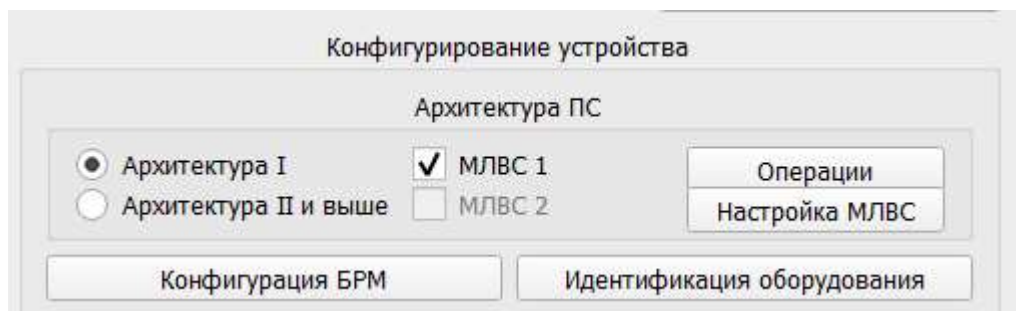 Конфигурирование устройства
Архитектура ПС
Архитектура I
МЛВС 1
Операции
Архитектура II и выше
МЛВС 2
Настройка МЛВС
Конфигурация БРМ
Идентификация оборудования